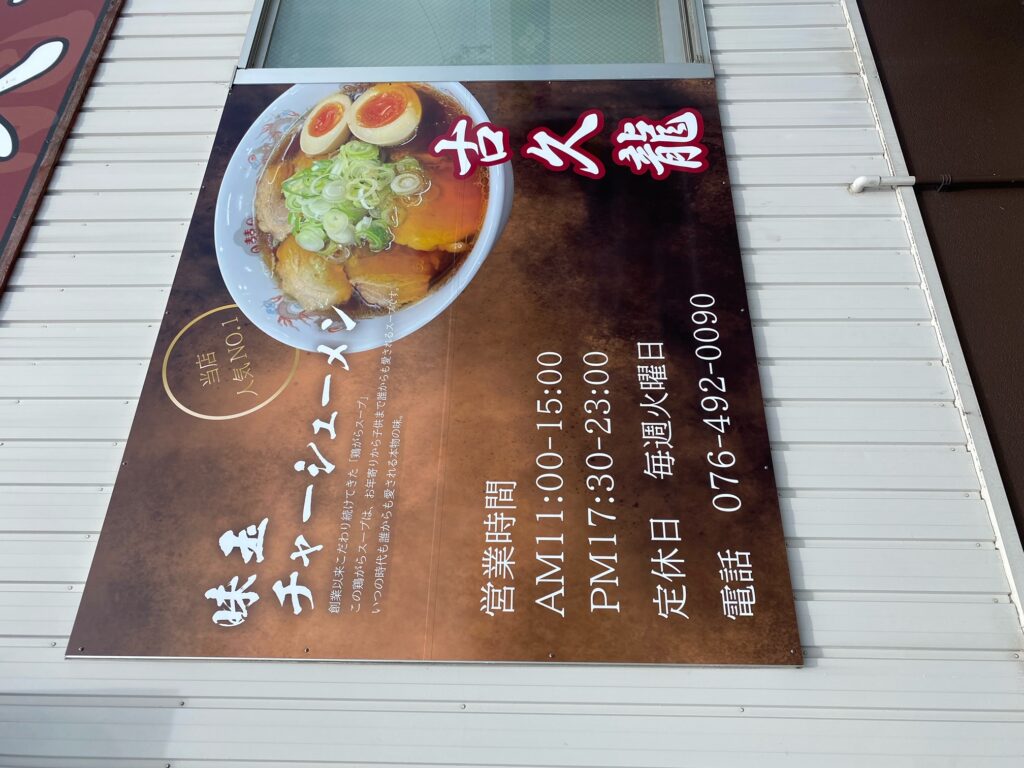 味玉
チャーシューメン
当店
人気NO.1
創業以来こだわり続けてきた「鶏がらスープ」
この鶏がらスープは、お年寄りから子供まで誰からも愛されるスープです。
いつの時代も誰からも愛される本物の味。
古久龍
営業時間
AM11:00-15:00
PM17:30-23:00
定休日 毎週火曜日
電話 076-492-0090